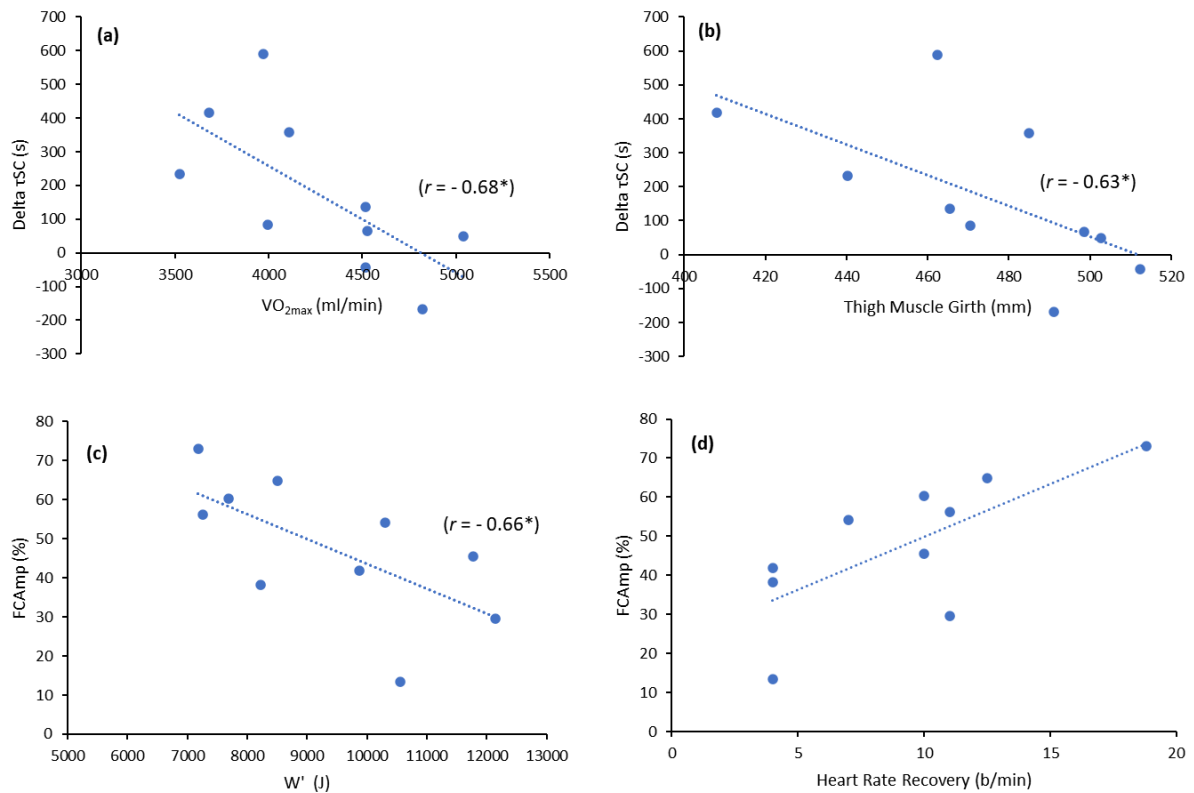 (a)
Delta τSC (s)
700
600
500
400
300
200
100
0
-100
-200
-300
3000 3500 4000 4500 5000 5500
VO2max (ml/min)
(r = - 0.68*)
(b)
Delta τSC (s)
700
600
500
400
300
200
100
0
-100
-200
-300
400 420 440 460 480 500 520
Thigh Muscle Girth (mm)
(r = - 0.63*)
(c)
FCAmp (%)
80
70
60
50
40
30
20
10
0
5000 6000 7000 8000 9000 10000 11000 12000 13000
W' (J)
(r = - 0.66*)
(d)
FCAmp (%)
80
70
60
50
40
30
20
10
0
0 5 10 15 20
Heart Rate Recovery (b/min)